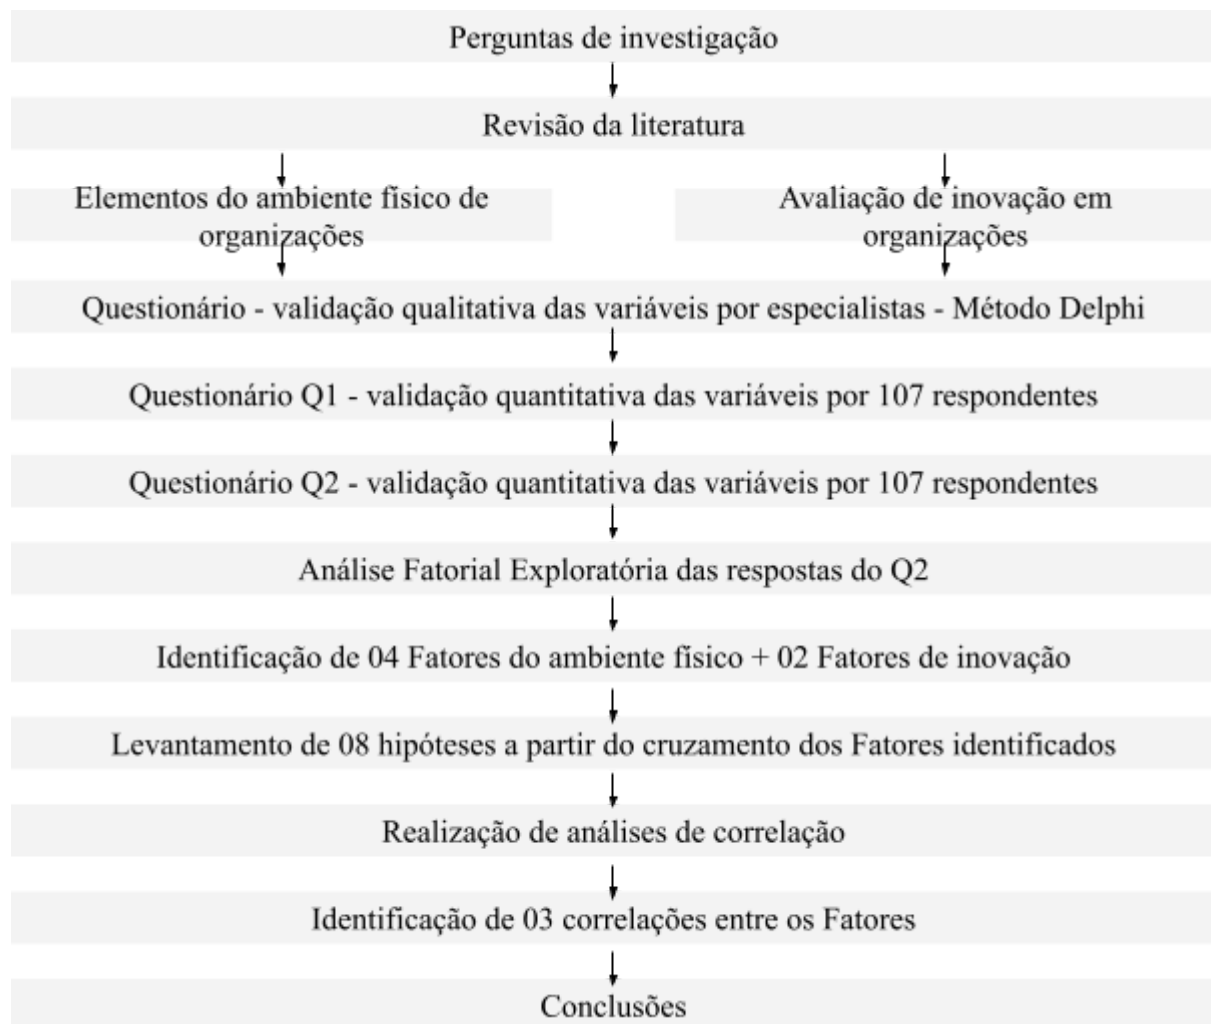 Perguntas de investigação
Revisão da literatura
Elementos do ambiente físico de
organizações
Avaliação de inovação em
organizações
Questionário - validação qualitativa das variáveis por especialistas - Método Delphi
Questionário Q1 - validação quantitativa das variáveis por 107 respondentes
Questionário Q2 - validação quantitativa das variáveis por 107 respondentes
Análise Fatorial Exploratória das respostas do Q2
Identificação de 04 Fatores do ambiente físico + 02 Fatores de inovação
Levantamento de 08 hipóteses a partir do cruzamento dos Fatores identificados
Realização de análises de correlação
Identificação de 03 correlações entre os Fatores
Conclusões